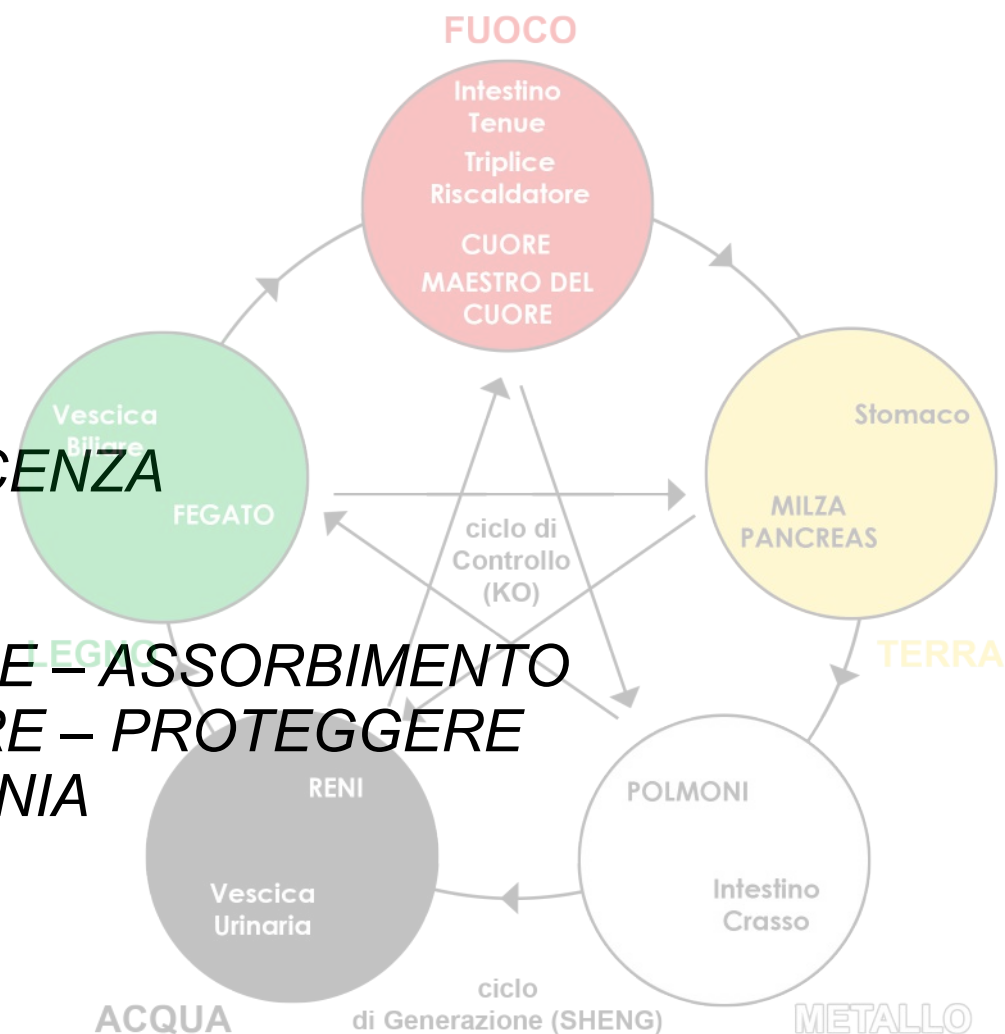 FUOCO
Intestino
Tenue
Triplice
Riscaldatore
CUORE
MAESTRO DEL
CUORE
Vescica
Biliare
FEGATO
CENZA
Stomaco
MILZA
PANCREAS
ciclo di
Controllo
(KO)
LEGNO
TERRA
E – ASSORBIMENTO
RE – PROTEGGERE
NIA
RENI
Vescica
Urinaria
POLMONI
Intestino
Crasso
ACQUA
ciclo
di Generazione (SHENG)
METALLO